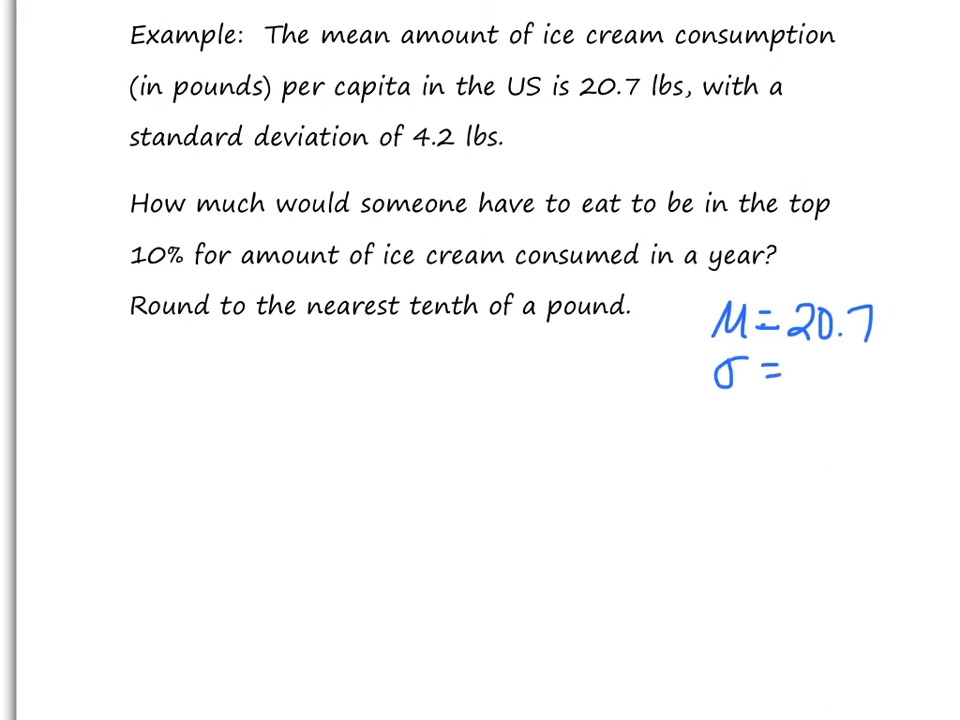 Example: The mean amount of ice cream consumption
(in pounds) per capita in the US is 20.7 lbs, with a
standard deviation of 4.2 lbs.
How much would someone have to eat to be in the top
10% for amount of ice cream consumed in a year?
Round to the nearest tenth of a pound.
μ = 20.7
σ =